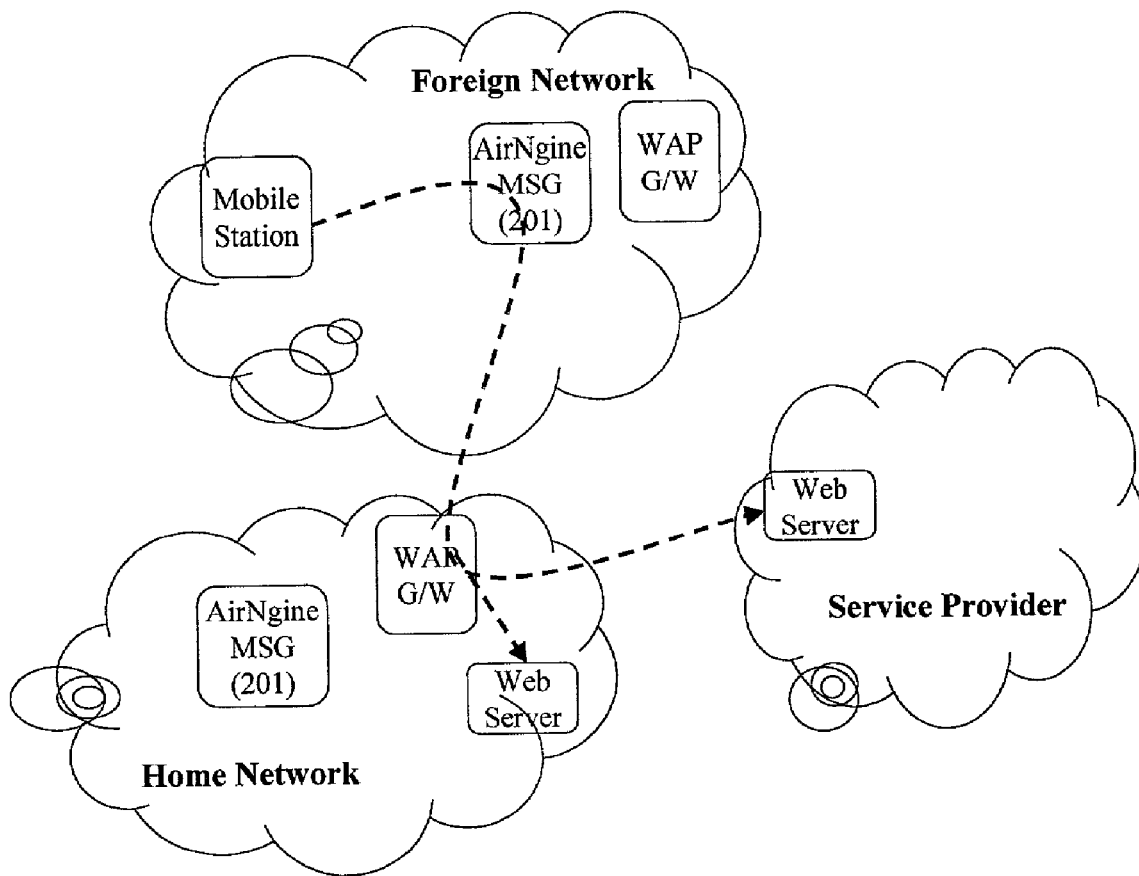 Foreign Network
AirNgine
MSG
(201)
WAP
G/W
Mobile
Station
Web
Server
Service Provider
WAP
G/W
AirNgine
MSG
(201)
Web
Server
Home Network